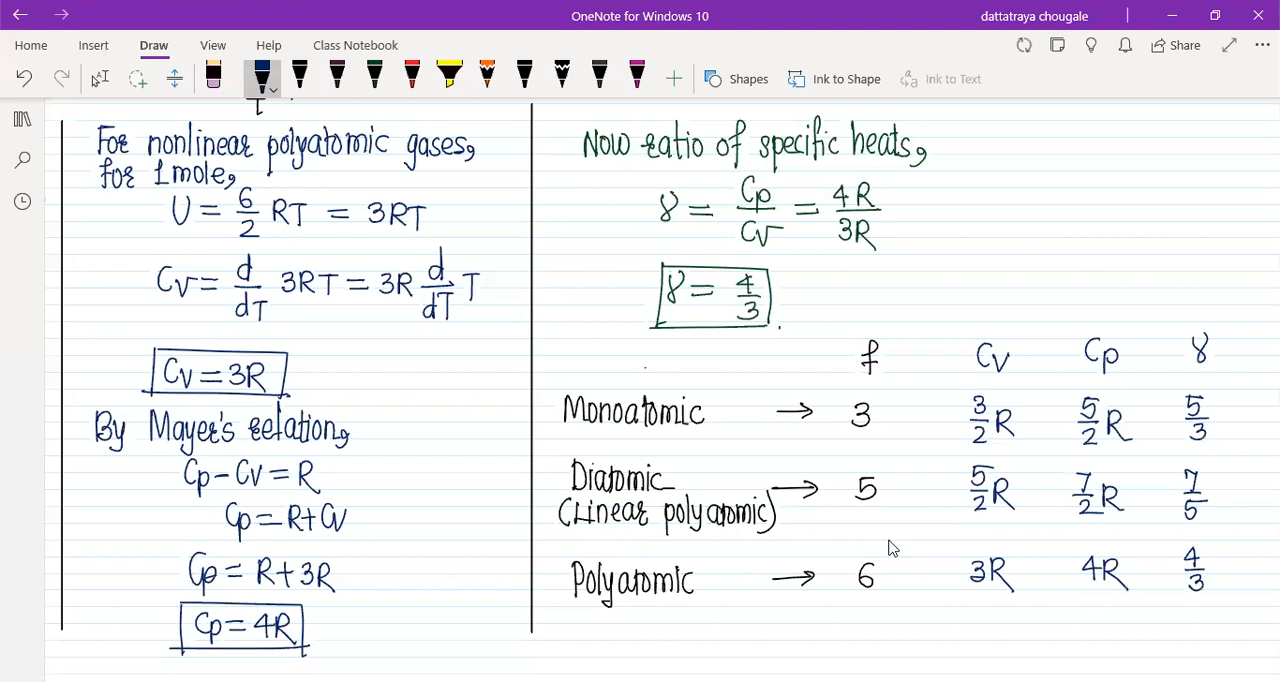 OneNote for Windows 10
dattatraya chougale
Home Insert Draw View Help Class Notebook
Share
Shapes
Ink to Shape
Ink to Text
For nonlinear polyatomic gases,
for 1 mole,
U = 6/2 RT = 3RT
Cv = d/dT 3RT = 3R d/dT T
Cv = 3R
By Mayer's relation,
Cp - Cv = R
Cp = R + Cv
Cp = R + 3R
Cp = 4R
Now ratio of specific heats,
γ = Cp/Cv = 4R/3R
γ = 4/3
f Cv Cp γ
Monoatomic → 3 3/2 R 5/2 R 5/3
Diatomic → 5 5/2 R 7/2 R 7/5
(Linear polyatomic)
Polyatomic → 6 3R 4R 4/3